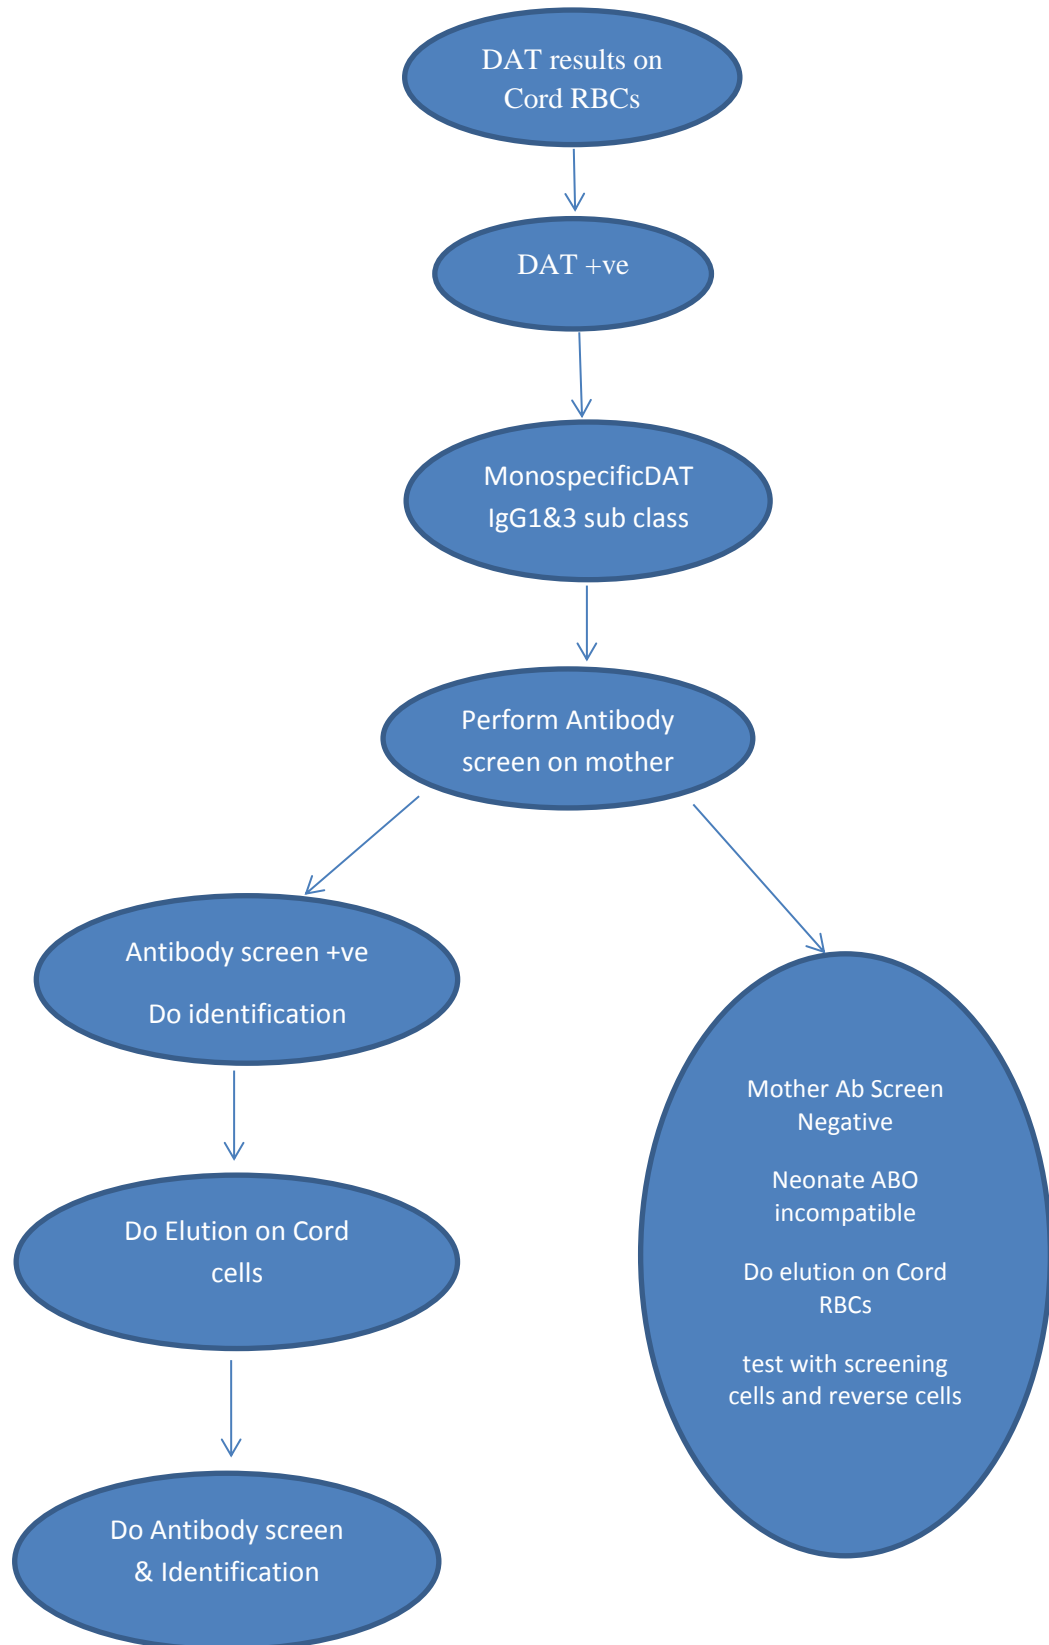 DAT results on
Cord RBCs
DAT +ve
MonospecificDAT
IgG1&3 sub class
Perform Antibody
screen on mother
Antibody screen +ve
Do identification
Mother Ab Screen
Negative
Neonate ABO
incompatible
Do elution on Cord
RBCs
test with screening
cells and reverse cells
Do Elution on Cord
cells
Do Antibody screen
& Identification